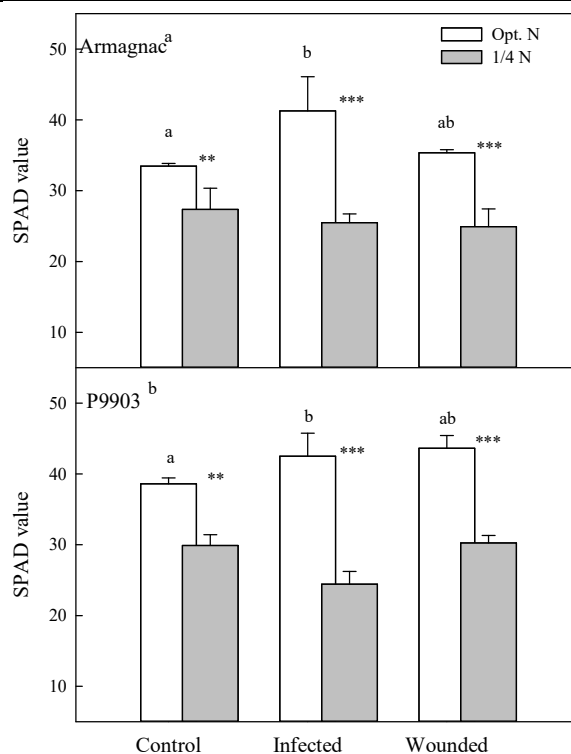 Armagnac a
Opt. N
1/4 N
50
40
30
20
10
SPAD value
a
**
b
***
ab
***
P9903 b
50
40
30
20
10
SPAD value
a
**
b
***
ab
***
Control Infected Wounded